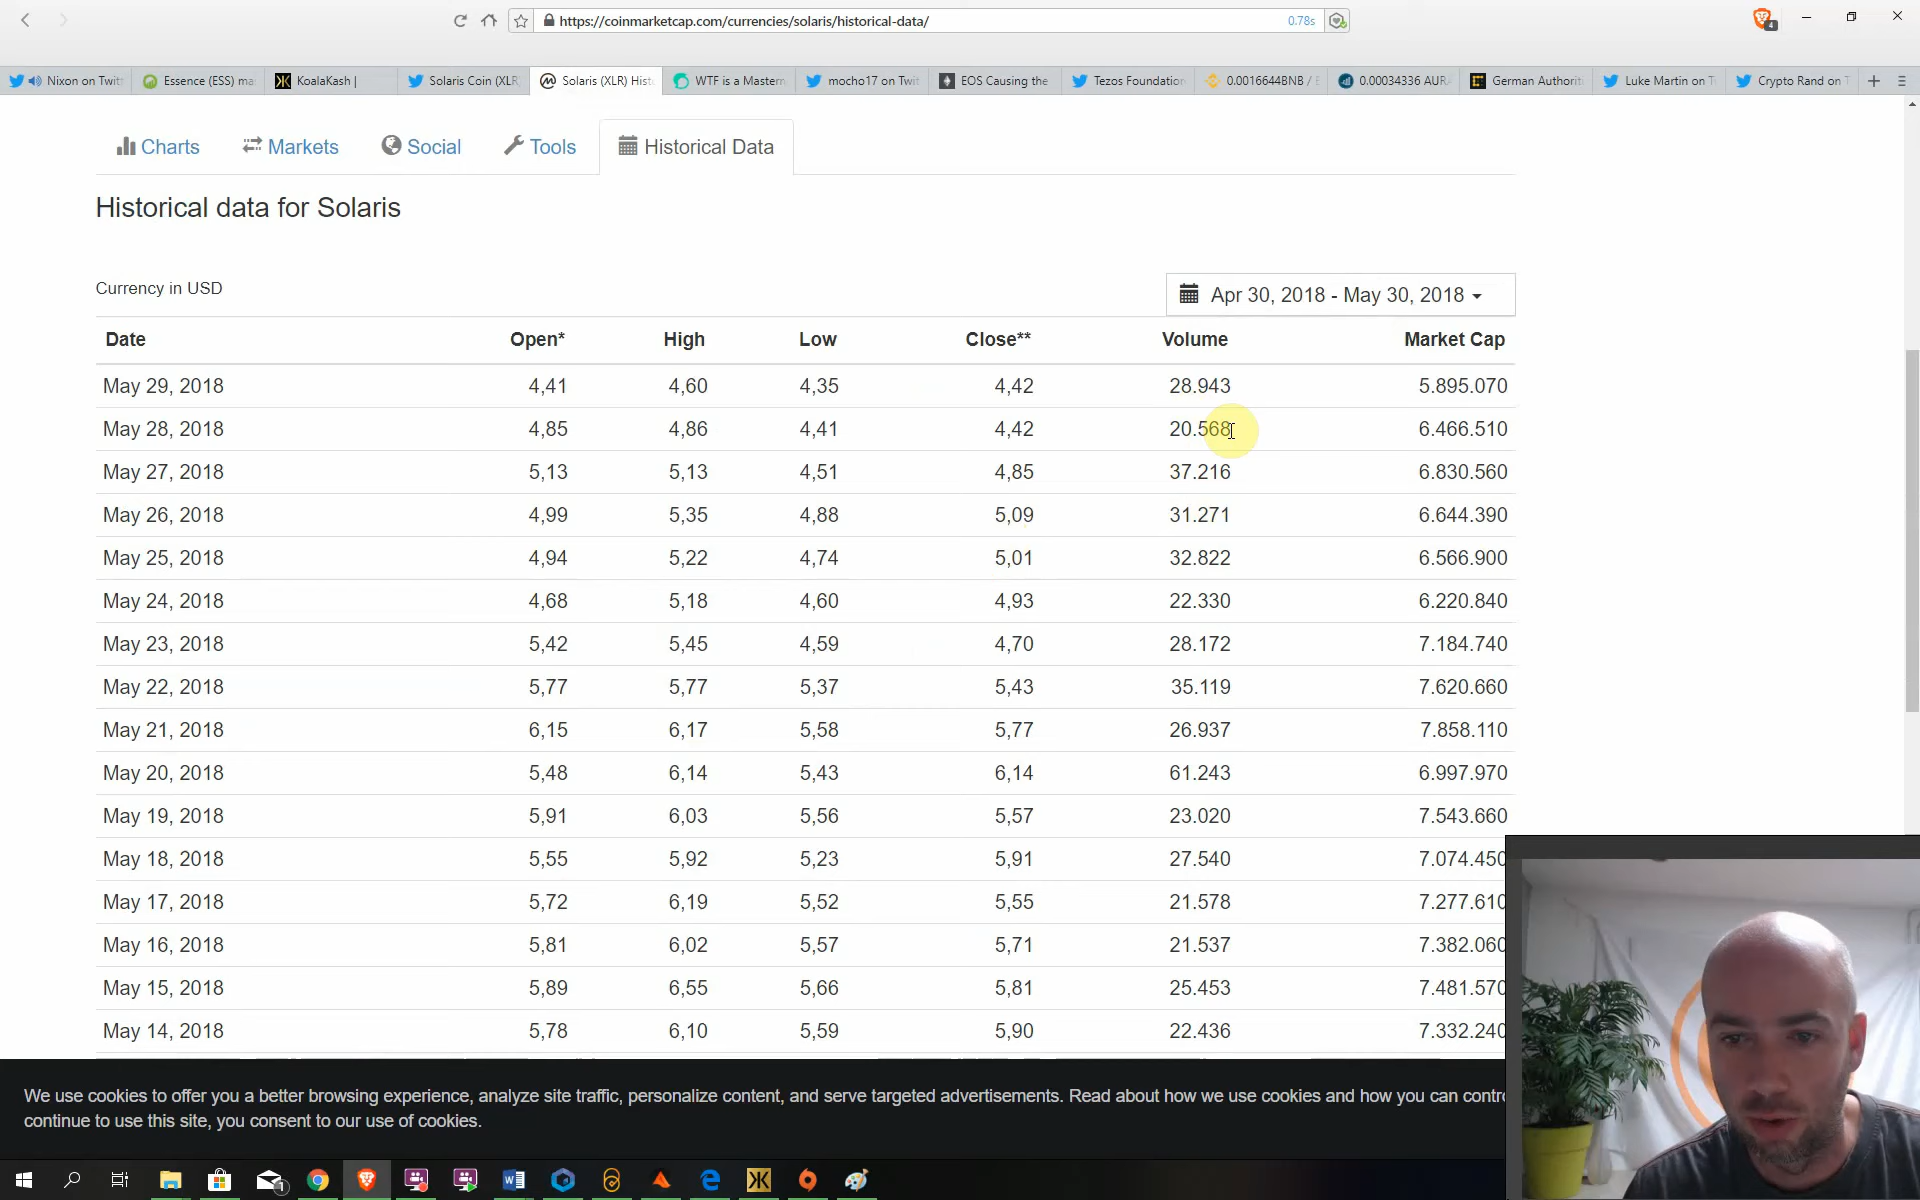 https://coinmarketcap.com/currencies/solaris/historical-data/ 0.78s 4
Nixon on Twitt Essence (ESS) ma KoalaKash | Solaris Coin (XLR) Solaris (XLR) Hist WTF is a Mastern mocho17 on Twit EOS Causing the Tezos Foundation 0.0016644BNB / E 0.00034336 AUR German Authorit Luke Martin on T Crypto Rand on T
Charts Markets Social Tools Historical Data
Historical data for Solaris
Currency in USD Apr 30, 2018 - May 30, 2018
Date Open* High Low Close** Volume Market Cap
May 29, 2018 4,41 4,60 4,35 4,42 28.943 5.895.070
May 28, 2018 4,85 4,86 4,41 4,42 20.568 6.466.510
May 27, 2018 5,13 5,13 4,51 4,85 37.216 6.830.560
May 26, 2018 4,99 5,35 4,88 5,09 31.271 6.644.390
May 25, 2018 4,94 5,22 4,74 5,01 32.822 6.566.900
May 24, 2018 4,68 5,18 4,60 4,93 22.330 6.220.840
May 23, 2018 5,42 5,45 4,59 4,70 28.172 7.184.740
May 22, 2018 5,77 5,77 5,37 5,43 35.119 7.620.660
May 21, 2018 6,15 6,17 5,58 5,77 26.937 7.858.110
May 20, 2018 5,48 6,14 5,43 6,14 61.243 6.997.970
May 19, 2018 5,91 6,03 5,56 5,57 23.020 7.543.660
May 18, 2018 5,55 5,92 5,23 5,91 27.540 7.074.450
May 17, 2018 5,72 6,19 5,52 5,55 21.578 7.277.610
May 16, 2018 5,81 6,02 5,57 5,71 21.537 7.382.060
May 15, 2018 5,89 6,55 5,66 5,81 25.453 7.481.570
May 14, 2018 5,78 6,10 5,59 5,90 22.436 7.332.240
We use cookies to offer you a better browsing experience, analyze site traffic, personalize content, and serve targeted advertisements. Read about how we use cookies and how you can contr
continue to use this site, you consent to our use of cookies.